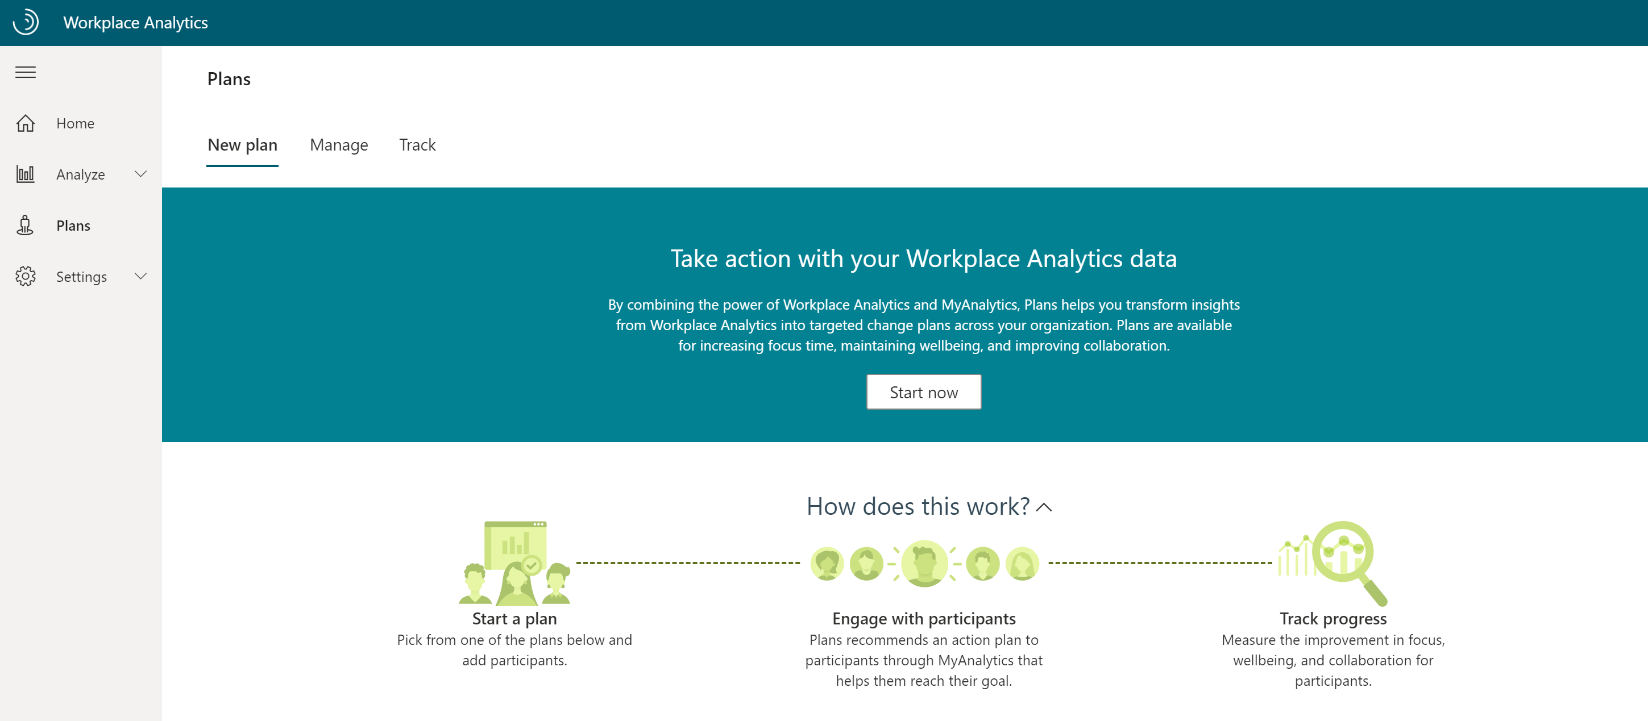 Workplace Analytics
Home
Analyze
Plans
Settings
Plans
New plan
Manage
Track
Take action with your Workplace Analytics data
By combining the power of Workplace Analytics and MyAnalytics, Plans helps you transform insights
from Workplace Analytics into targeted change plans across your organization. Plans are available
for increasing focus time, maintaining wellbeing, and improving collaboration.
Start now
How does this work?
Start a plan
Pick from one of the plans below and
add participants.
Engage with participants
Plans recommends an action plan to
participants through MyAnalytics that
helps them reach their goal.
Track progress
Measure the improvement in focus,
wellbeing, and collaboration for
participants.